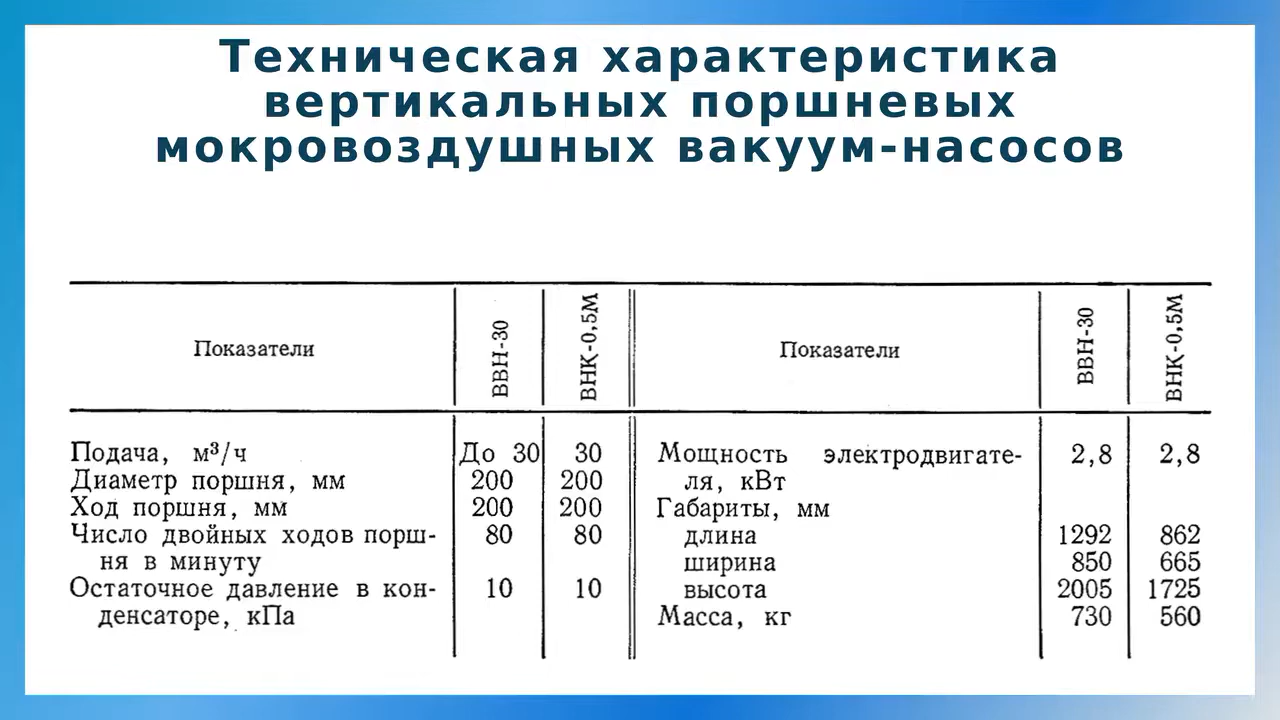 Техническая характеристика
вертикальных поршневых
мокровоздушных вакуум-насосов
Показатели ВВН-30 ВНК-0,5М Показатели ВВН-30 ВНК-0,5М
Подача, м³/ч До 30 30 Мощность электродвигате- 2,8 2,8
Диаметр поршня, мм 200 200 ля, кВт
Ход поршня, мм 200 200 Габариты, мм
Число двойных ходов порш- 80 80 длина 1292 862
ня в минуту ширина 850 665
Остаточное давление в кон- 10 10 высота 2005 1725
денсаторе, кПа Масса, кг 730 560